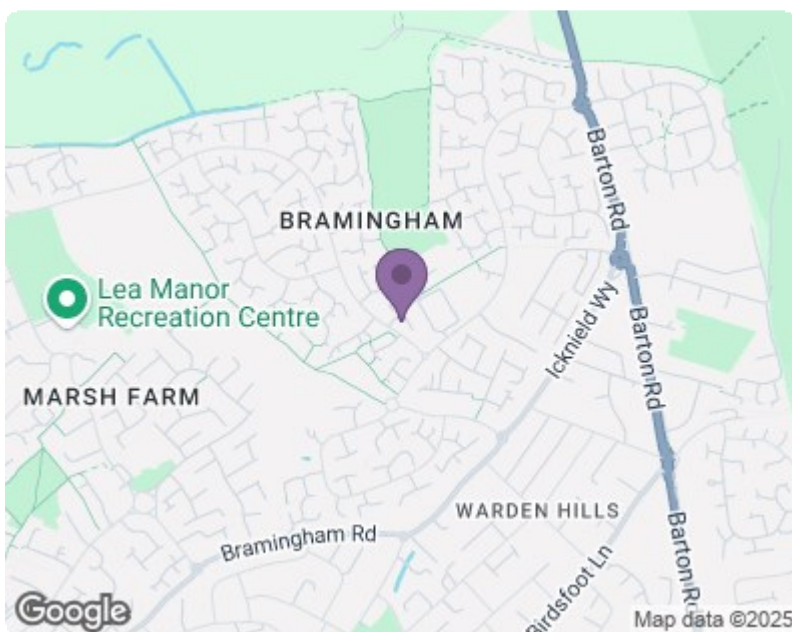 BRAMINGHAM
Barton Rd
Lea Manor
Recreation Centre
Icknield Wy
Barton Rd
MARSH FARM
WARDEN HILLS
Bramingham Rd
Birdsfoot Ln
Barton Rd
Google
Map data ©2025